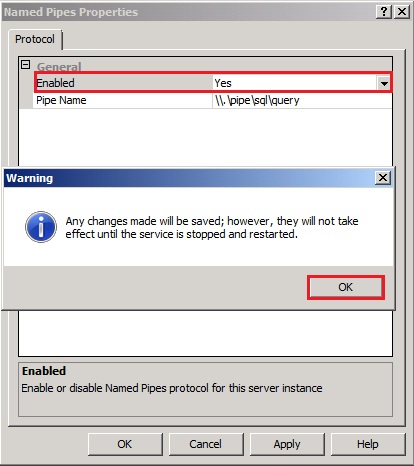 Named Pipes Properties
Protocol
General
Enabled Yes
Pipe Name \\.\pipe\sql\query
Warning
Any changes made will be saved; however, they will not take
effect until the service is stopped and restarted.
OK
Enabled
Enable or disable Named Pipes protocol for this server instance
OK Cancel Apply Help